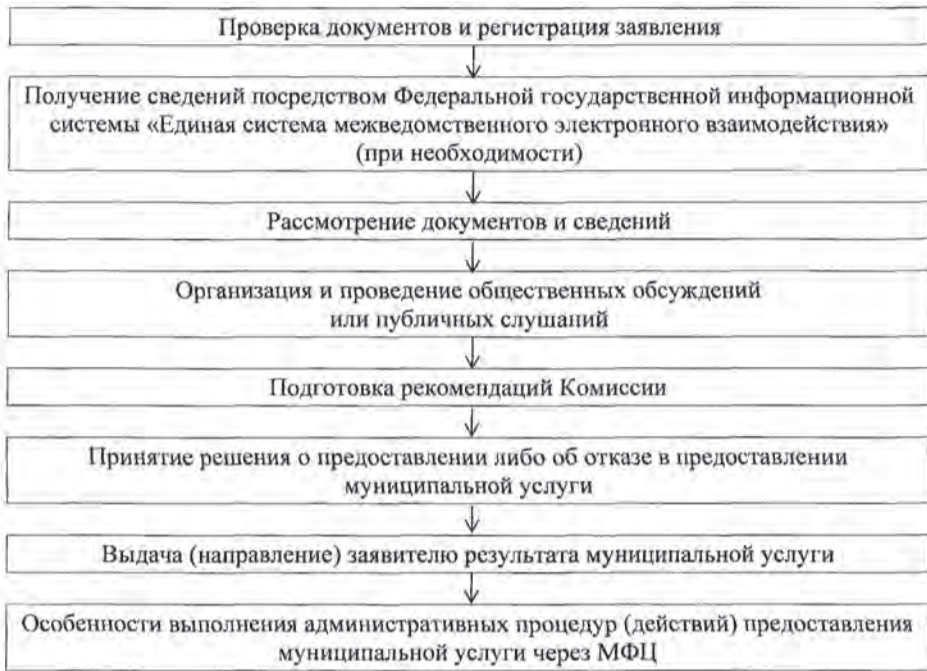 Проверка документов и регистрация заявления
Получение сведений посредством Федеральной государственной информационной
системы «Единая система межведомственного электронного взаимодействия»
(при необходимости)
Рассмотрение документов и сведений
Организация и проведение общественных обсуждений
или публичных слушаний
Подготовка рекомендаций Комиссии
Принятие решения о предоставлении либо об отказе в предоставлении
муниципальной услуги
Выдача (направление) заявителю результата муниципальной услуги
Особенности выполнения административных процедур (действий) предоставления
муниципальной услуги через МФЦ